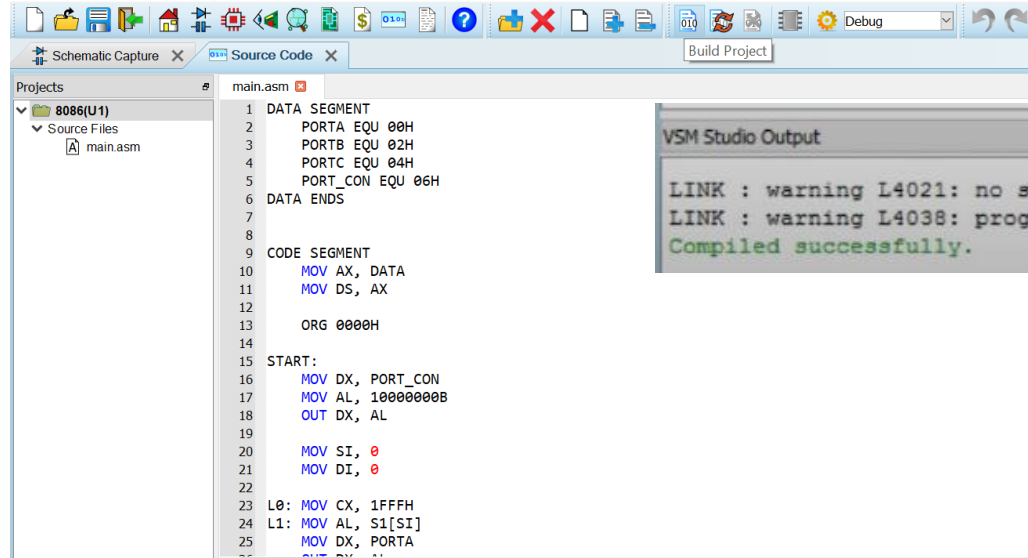 Debug
Schematic Capture
Source Code
Build Project
Projects
main.asm
8086(U1)
Source Files
main.asm
1 DATA SEGMENT
2 PORTA EQU 00H
3 PORTB EQU 02H
4 PORTC EQU 04H
5 PORT_CON EQU 06H
6 DATA ENDS
7
8
9 CODE SEGMENT
10 MOV AX, DATA
11 MOV DS, AX
12
13 ORG 0000H
14
15 START:
16 MOV DX, PORT_CON
17 MOV AL, 10000000B
18 OUT DX, AL
19
20 MOV SI, 0
21 MOV DI, 0
22
23 L0: MOV CX, 1FFFH
24 L1: MOV AL, S1[SI]
25 MOV DX, PORTA
VSM Studio Output
LINK : warning L4021: no s
LINK : warning L4038: prog
Compiled successfully.